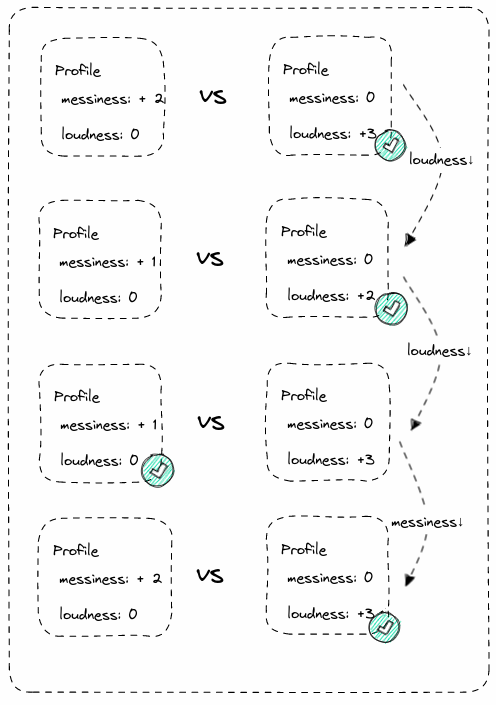 Profile
messiness: + 2
loudness: 0
vs
Profile
messiness: 0
loudness: +3
loudness↓
Profile
messiness: + 1
loudness: 0
vs
Profile
messiness: 0
loudness: +2
loudness↓
Profile
messiness: + 1
loudness: 0
vs
Profile
messiness: 0
loudness: +3
messiness↓
Profile
messiness: + 2
loudness: 0
vs
Profile
messiness: 0
loudness: +3